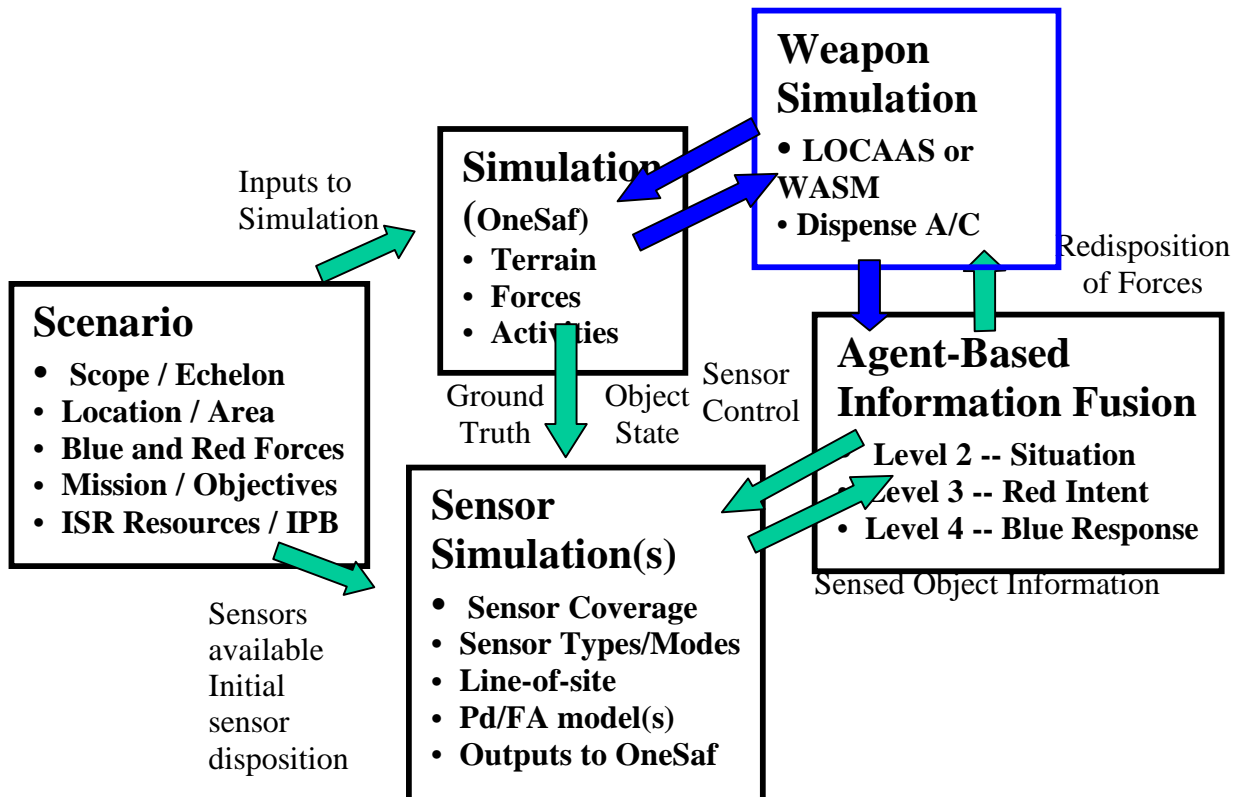 Weapon
Simulation
• LOCAAS or
WASM
• Dispense A/C
Simulation
(OneSaf)
• Terrain
• Forces
• Activities
Inputs to
Simulation
Redisposition
of Forces
Scenario
• Scope / Echelon
• Location / Area
• Blue and Red Forces
• Mission / Objectives
• ISR Resources / IPB
Ground
Truth
Object
State
Sensor
Control
Agent-Based
Information Fusion
• Level 2 -- Situation
• Level 3 -- Red Intent
• Level 4 -- Blue Response
Sensed Object Information
Sensor
Simulation(s)
• Sensor Coverage
• Sensor Types/Modes
• Line-of-site
• Pd/FA model(s)
• Outputs to OneSaf
Sensors
available
Initial
sensor
disposition